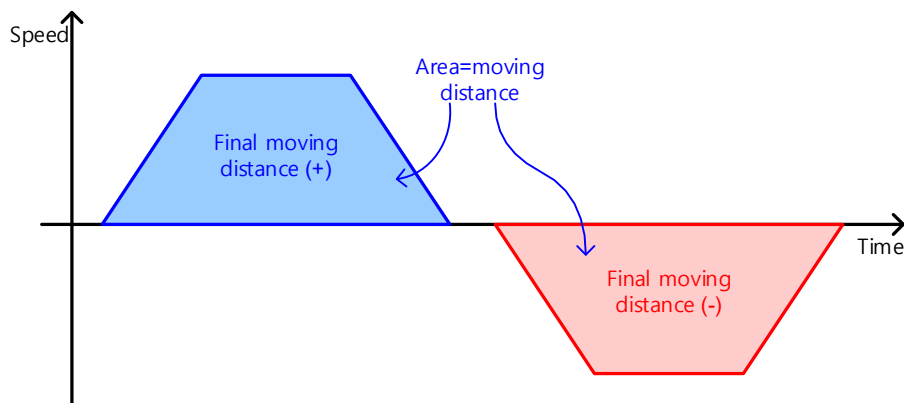 Speed
Area=moving
distance
Final moving
distance (+)
Time
Final moving
distance (-)